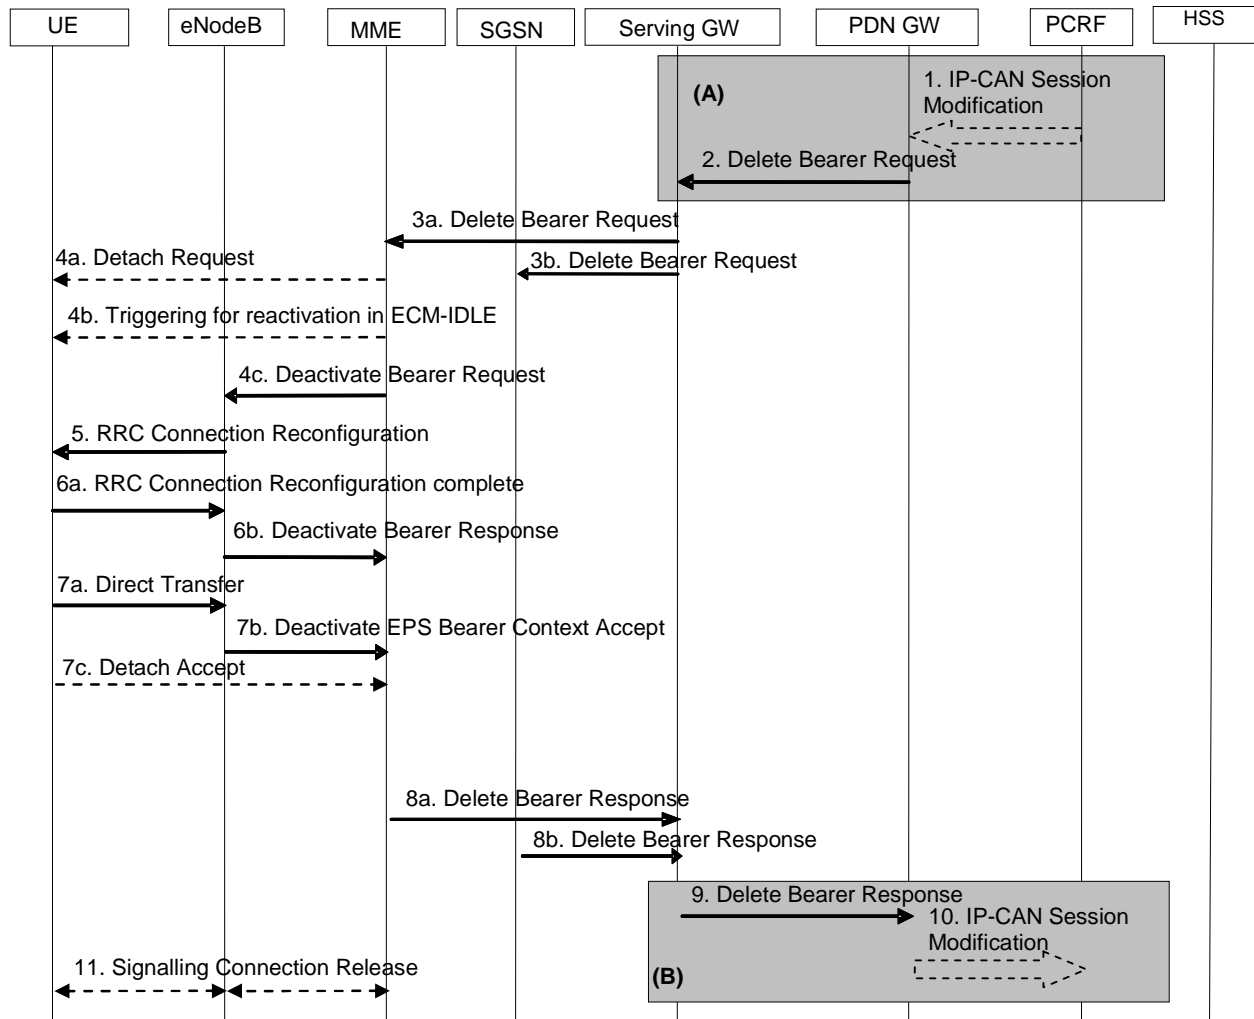 UE
eNodeB
MME
SGSN
Serving GW
PDN GW
PCRF
HSS
(A)
1. IP-CAN Session
Modification
2. Delete Bearer Request
3a. Delete Bearer Request
4a. Detach Request
3b. Delete Bearer Request
4b. Triggering for reactivation in ECM-IDLE
4c. Deactivate Bearer Request
5. RRC Connection Reconfiguration
6a. RRC Connection Reconfiguration complete
6b. Deactivate Bearer Response
7a. Direct Transfer
7b. Deactivate EPS Bearer Context Accept
7c. Detach Accept
8a. Delete Bearer Response
8b. Delete Bearer Response
9. Delete Bearer Response
10. IP-CAN Session
Modification
11. Signalling Connection Release
(B)